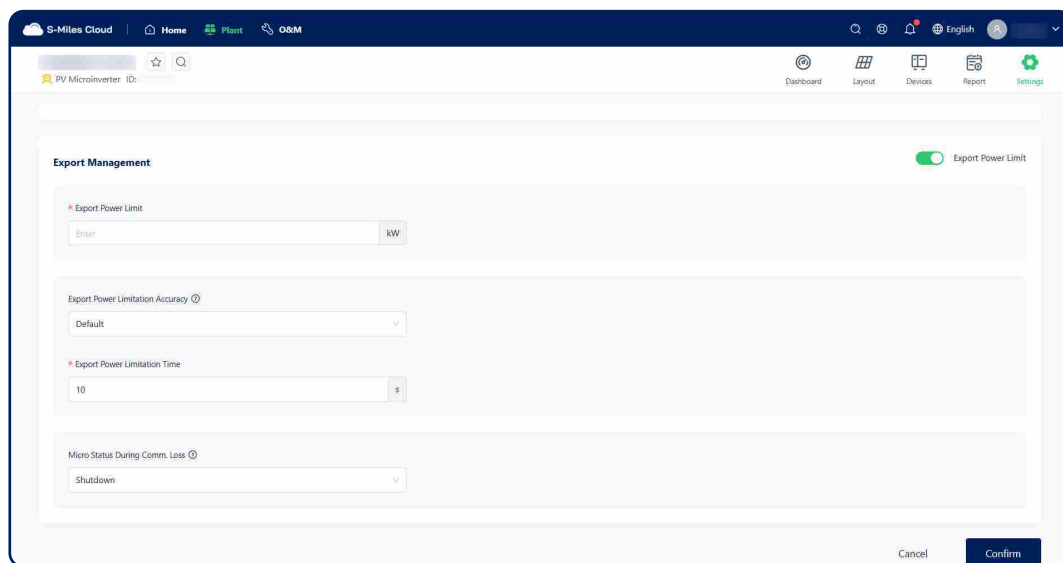 S-Miles Cloud Home Plant O&M English A
PV Microinverter ID:
Dashboard Layout Devices Report Settings
Export Management Export Power Limit
* Export Power Limit
Enter kW
Export Power Limitation Accuracy ?
Default
* Export Power Limitation Time
10 s
Micro Status During Comm. Loss ?
Shutdown
Cancel Confirm